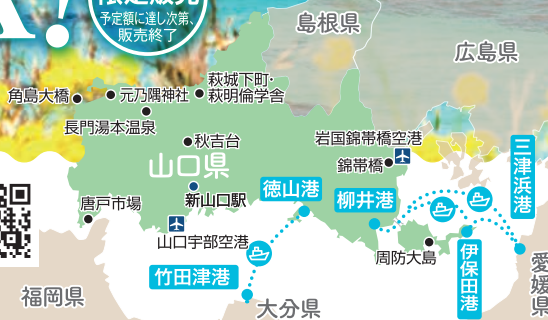 A!
限定販売
予定額に達し次第、
販売終了
島根県
広島県
萩城下町・
萩明倫学舎
角島大橋
元乃隅神社
長門湯本温泉
秋吉台
岩国錦帯橋空港
錦帯橋
山口県
三津浜港
徳山港
柳井港
新山口駅
唐戸市場
山口宇部空港
周防大島
伊保田港
竹田津港
愛媛県
福岡県
大分県